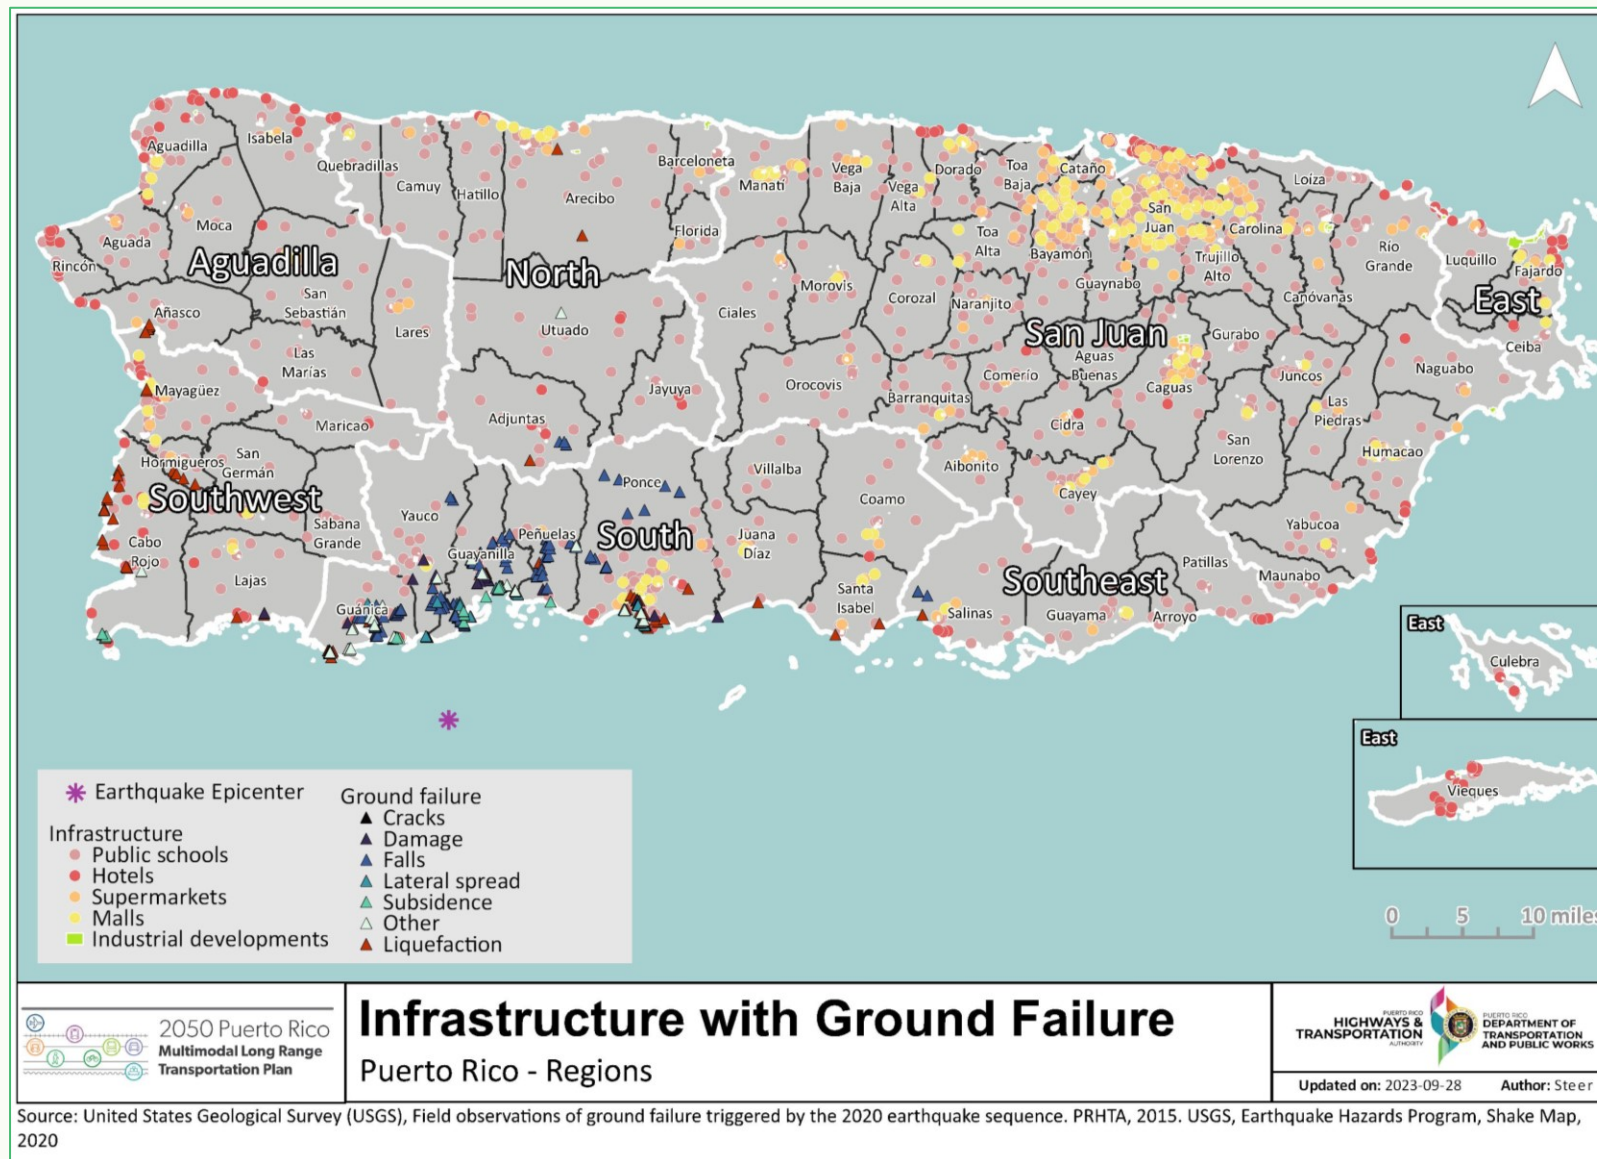 Aguadilla
Isabela
Quebradillas
Camuy
Hatillo
Arecibo
Barceloneta
Florida
Manatí
Vega
Baja
Vega
Alta
Dorado
Toa
Baja
Cataño
San
Juan
Loiza
Toa
Alta
Bayamón
Carolina
Trujillo
Alto
Guaynabo
Canóvanas
Río
Grande
Luquillo
Fajardo
Ceiba
Moca
Aguada
Rincón
Aguadilla
North
San Juan
East
Añasco
San
Sebastián
Lares
Las
Marías
Utuado
Ciales
Morovis
Corozal
Naranjito
Gurabo
Aguas
Buenas
Comerío
Caguas
Juncos
Naguabo
Mayagüez
Maricao
Adjuntas
Jayuya
Orocovis
Barranquitas
Cidra
San
Lorenzo
Las
Piedras
Humacao
Hormigueros
San
Germán
Southwest
Sabana
Grande
Cabo
Rojo
Lajas
Yauco
Guánica
Guayanilla
Peñuelas
Ponce
South
Villalba
Juana
Díaz
Coamo
Santa
Isabel
Aibonito
Cayey
Salinas
Southeast
Guayama
Arroyo
Patillas
Maunabo
Yabucoa
East
Culebra
East
Vieques
Earthquake Epicenter
Infrastructure
Public schools
Hotels
Supermarkets
Malls
Industrial developments
Ground failure
Cracks
Damage
Falls
Lateral spread
Subsidence
Other
Liquefaction
0 5 10 miles
2050 Puerto Rico
Multimodal Long Range
Transportation Plan
Infrastructure with Ground Failure
Puerto Rico - Regions
PUERTO RICO
HIGHWAYS &
TRANSPORTATION
AUTHORITY
PUERTO RICO
DEPARTMENT OF
TRANSPORTATION
AND PUBLIC WORKS
Updated on: 2023-09-28 Author: Steer
Source: United States Geological Survey (USGS), Field observations of ground failure triggered by the 2020 earthquake sequence. PRHTA, 2015. USGS, Earthquake Hazards Program, Shake Map,
2020